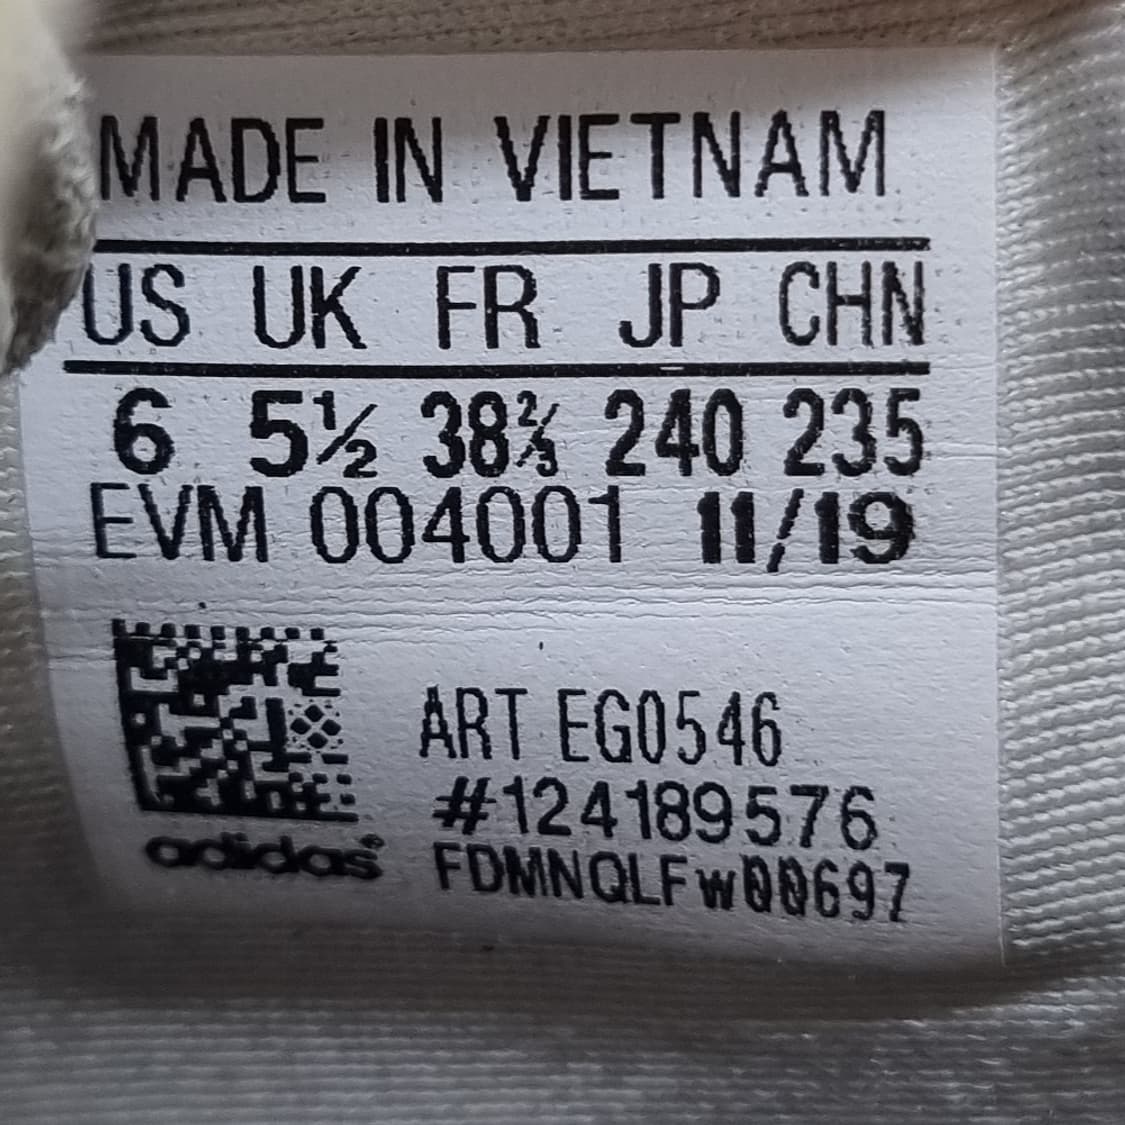 MADE IN VIETNAM
US UK FR JP CHN
6 5½ 38⅔ 240 235
EVM 004001 11/19
ART EG0546
#124189576
adidas® FDMNQLFw00697